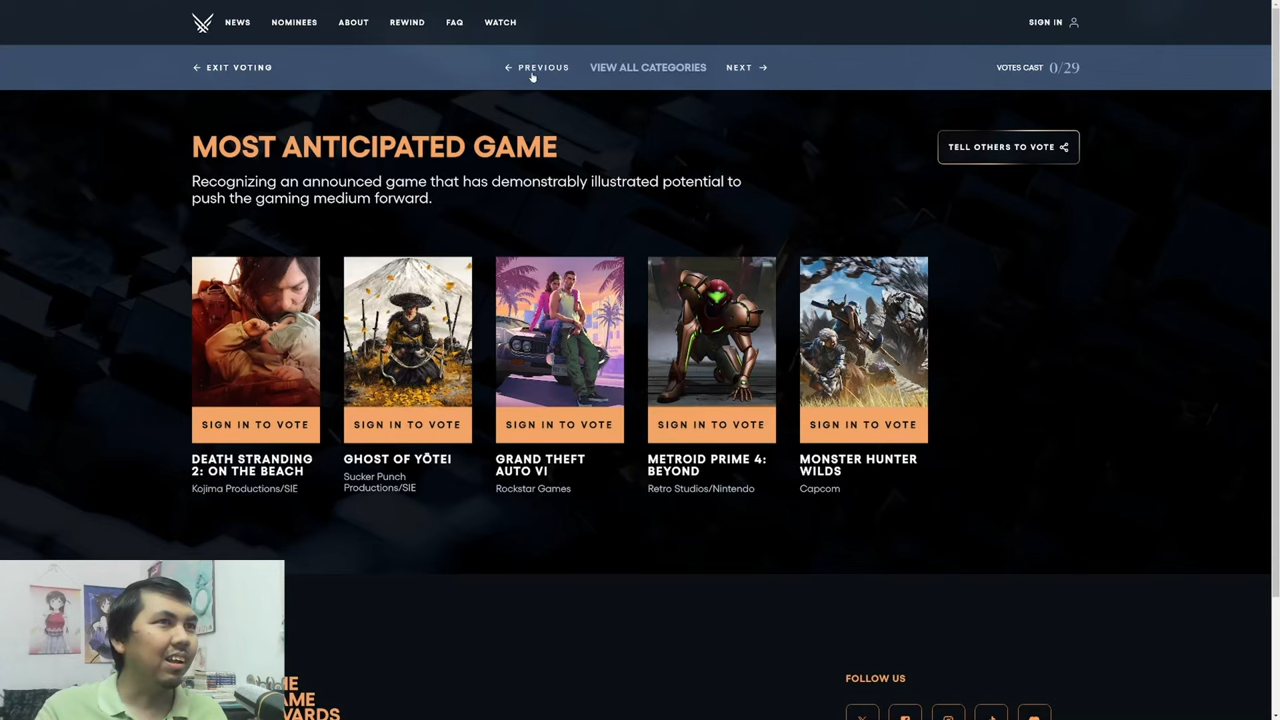 NEWS NOMINEES ABOUT REWIND FAQ WATCH SIGN IN
EXIT VOTING PREVIOUS VIEW ALL CATEGORIES NEXT VOTES CAST 0/29
MOST ANTICIPATED GAME
TELL OTHERS TO VOTE
Recognizing an announced game that has demonstrably illustrated potential to
push the gaming medium forward.
SIGN IN TO VOTE SIGN IN TO VOTE SIGN IN TO VOTE SIGN IN TO VOTE SIGN IN TO VOTE
DEATH STRANDING
2: ON THE BEACH
Kojima Productions/SIE
GHOST OF YŌTEI
Sucker Punch
Productions/SIE
GRAND THEFT
AUTO VI
Rockstar Games
METROID PRIME 4:
BEYOND
Retro Studios/Nintendo
MONSTER HUNTER
WILDS
Capcom
FOLLOW US